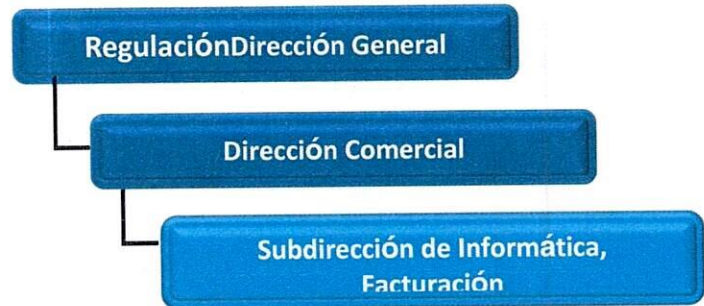 RegulaciónDirección General
Dirección Comercial
Subdirección de Informática,
Facturación